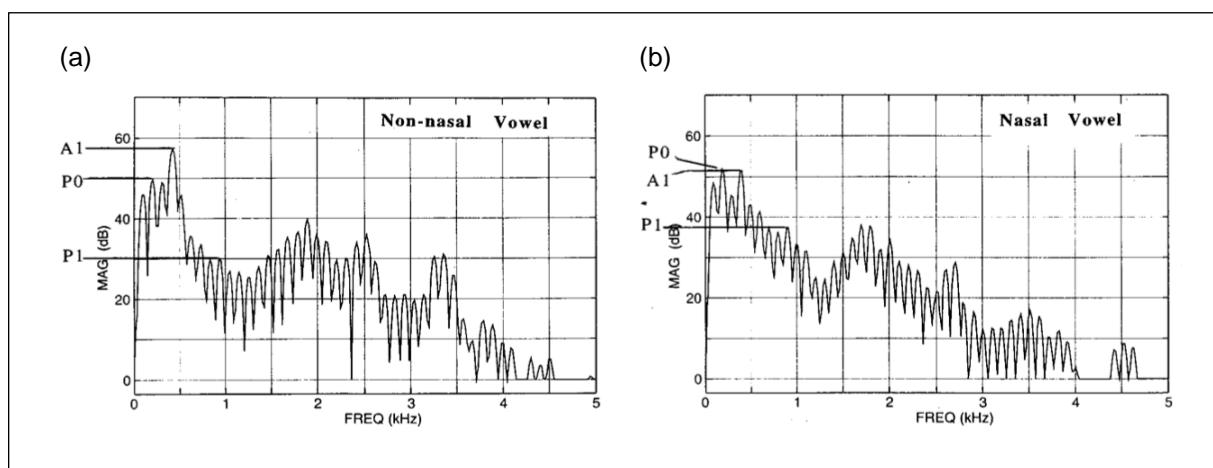 (a)
Non-nasal Vowel
A1
P0
P1
MAG (dB)
60
40
20
0
0 1 2 3 4 5
FREQ (kHz)
(b)
Nasal Vowel
P0
A1
P1
MAG (dB)
60
40
20
0
0 1 2 3 4 5
FREQ (kHz)